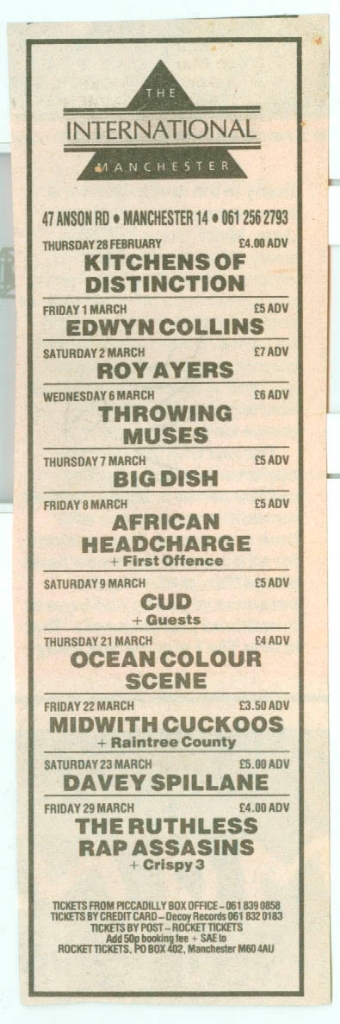 THE
INTERNATIONAL
MANCHESTER
47 ANSON RD • MANCHESTER 14 • 061 256 2793
THURSDAY 28 FEBRUARY £4.00 ADV
KITCHENS OF
DISTINCTION
FRIDAY 1 MARCH £5 ADV
EDWYN COLLINS
SATURDAY 2 MARCH £7 ADV
ROY AYERS
WEDNESDAY 6 MARCH £6 ADV
THROWING
MUSES
THURSDAY 7 MARCH £5 ADV
BIG DISH
FRIDAY 8 MARCH £5 ADV
AFRICAN
HEADCHARGE
+ First Offence
SATURDAY 9 MARCH £5 ADV
CUD
+ Guests
THURSDAY 21 MARCH £4 ADV
OCEAN COLOUR
SCENE
FRIDAY 22 MARCH £3.50 ADV
MIDWITH CUCKOOS
+ Raintree County
SATURDAY 23 MARCH £5.00 ADV
DAVEY SPILLANE
FRIDAY 29 MARCH £4.00 ADV
THE RUTHLESS
RAP ASSASINS
+ Crispy 3
TICKETS FROM PICCADILLY BOX OFFICE – 061 839 0858
TICKETS BY CREDIT CARD – Decoy Records 061 832 0183
TICKETS BY POST – ROCKET TICKETS
Add 50p booking fee + SAE to
ROCKET TICKETS, PO BOX 402, Manchester M60 4AU